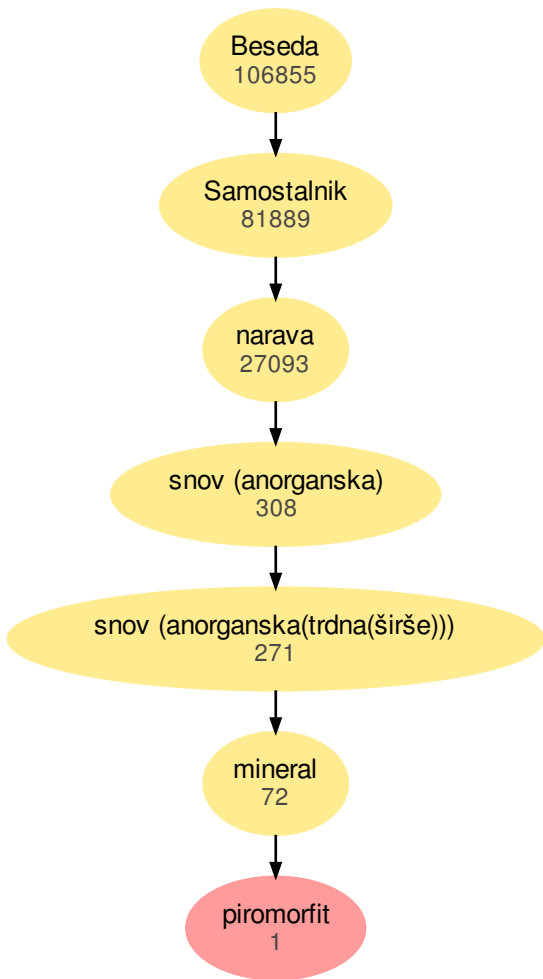 Beseda
106855
Samostalnik
81889
narava
27093
snov (anorganska)
308
snov (anorganska(trdna(širše)))
271
mineral
72
piromorfit
1